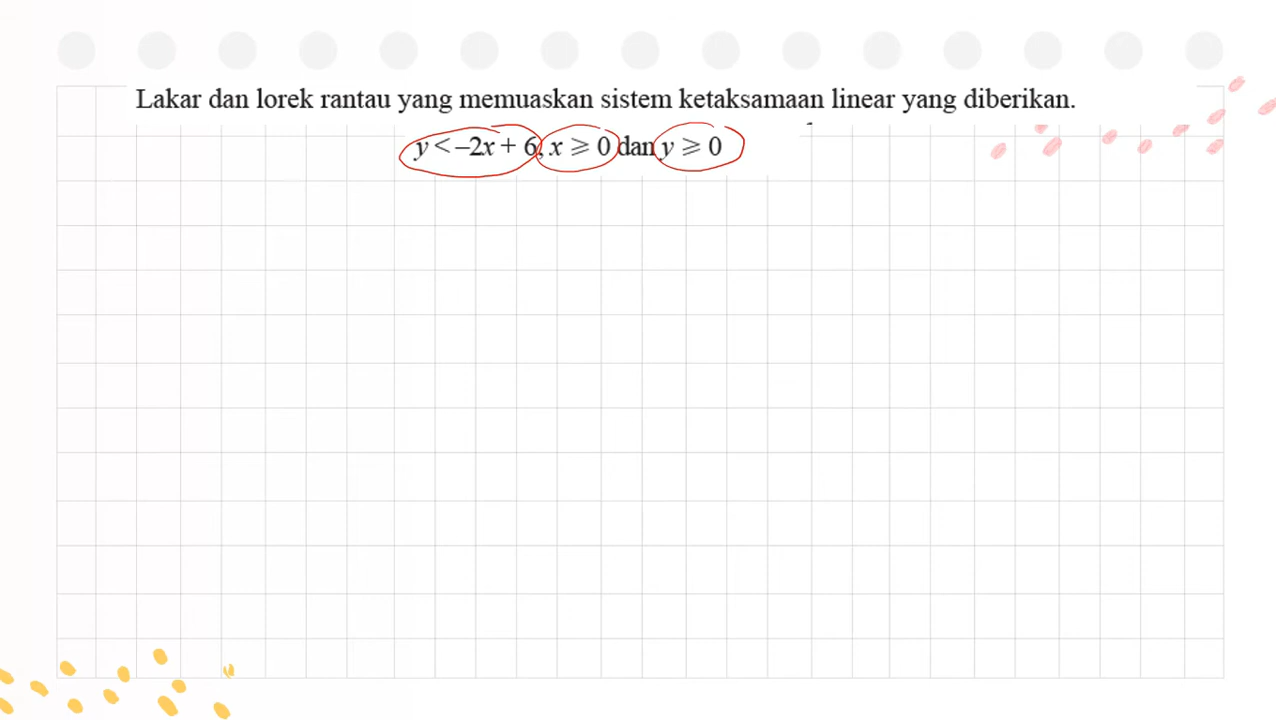 Lakar dan lorek rantau yang memuaskan sistem ketaksamaan linear yang diberikan.
y < –2x + 6, x ⩾ 0 dan y ⩾ 0